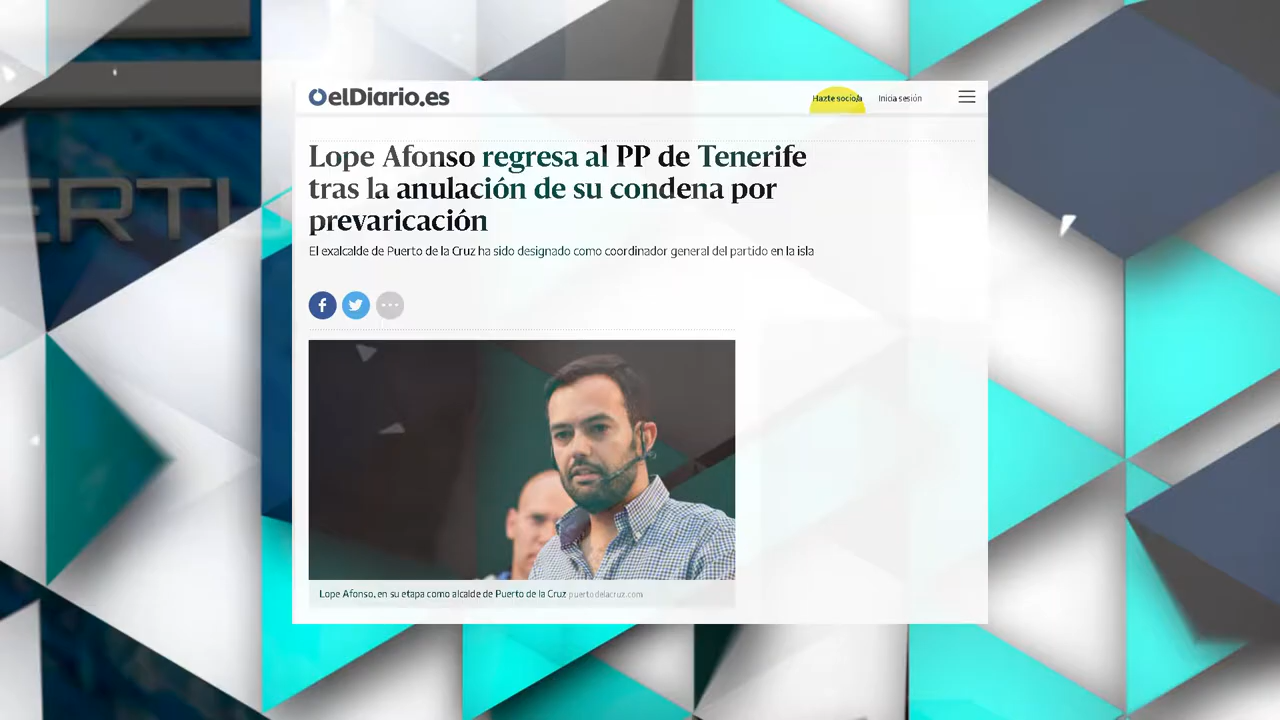 elDiario.es
Hazte socio/a
Inicia sesión
Lope Afonso regresa al PP de Tenerife
tras la anulación de su condena por
prevaricación
El exalcalde de Puerto de la Cruz ha sido designado como coordinador general del partido en la isla
Lope Afonso, en su etapa como alcalde de Puerto de la Cruz puertodelacruz.com